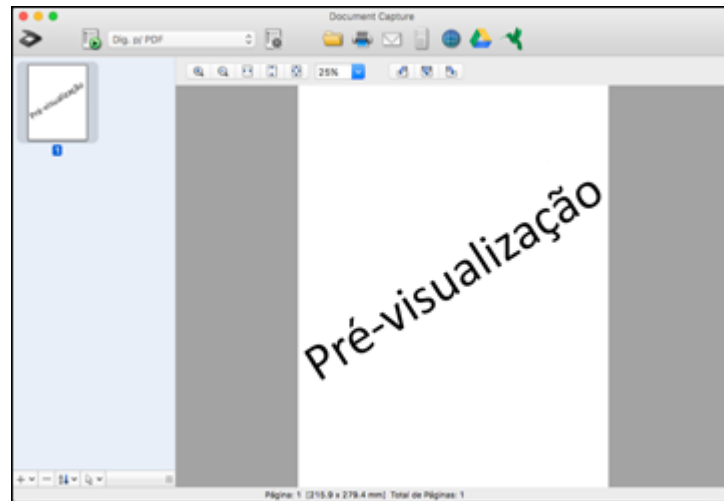 Document Capture
Dig. p/ PDF
25%
Pré-visualização
1
Pré-visualização
Página: 1 [215.9 x 279.4 mm] Total de Páginas: 1